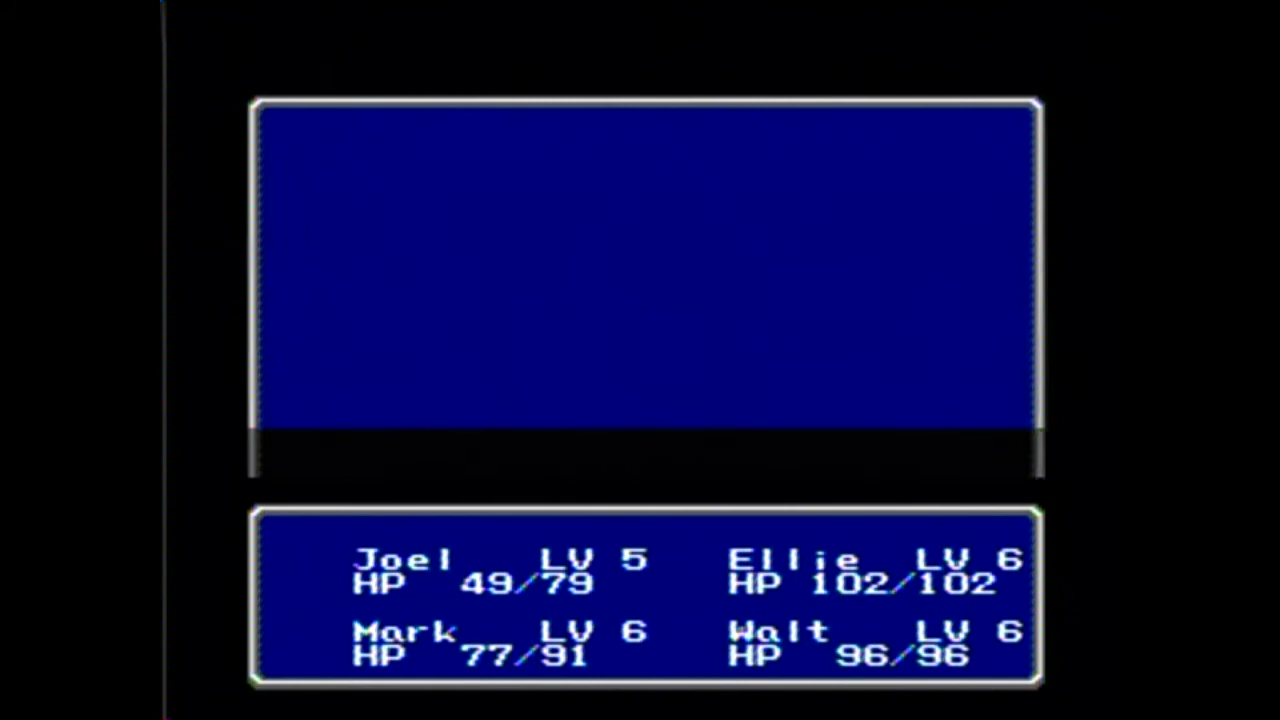 Joel LV 5 Ellie LV 6
HP 49/79 HP 102/102
Mark LV 6 Walt LV 6
HP 77/91 HP 96/96